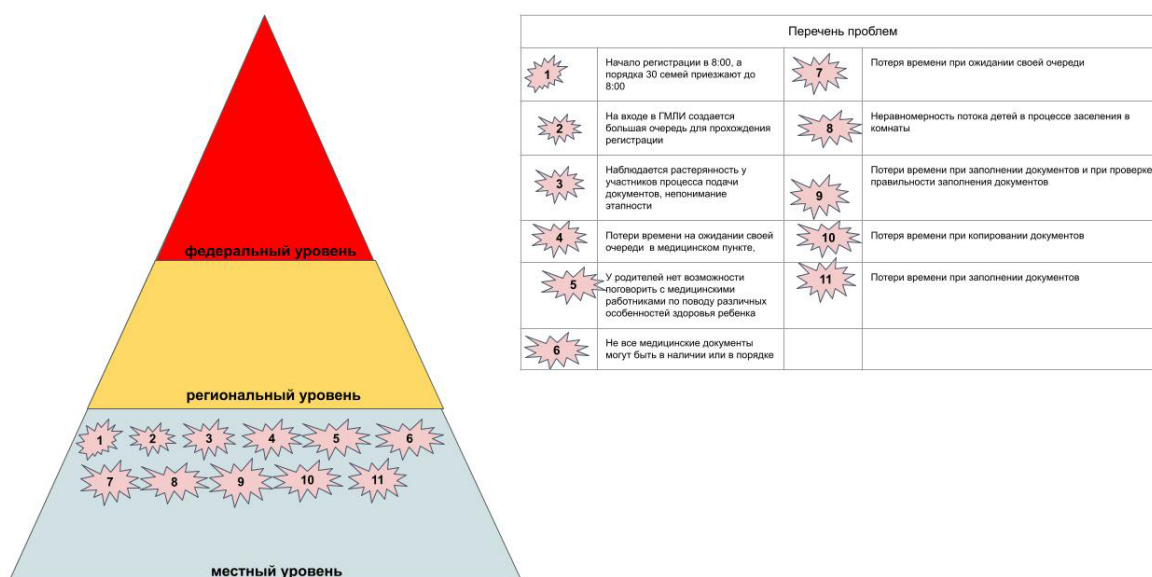 федеральный уровень
региональный уровень
1 2 3 4 5 6
7 8 9 10 11
местный уровень
Перечень проблем
1
Начало регистрации в 8:00, а
порядка 30 семей приезжают до
8:00
7
Потеря времени при ожидании своей очереди
2
На входе в ГМЛИ создается
большая очередь для прохождения
регистрации
8
Неравномерность потока детей в процессе заселения в
комнаты
3
Наблюдается растерянность у
участников процесса подачи
документов, непонимание
этапности
9
Потери времени при заполнении документов и при проверке
правильности заполнения документов
4
Потери времени на ожидании своей
очереди в медицинском пункте,
10
Потеря времени при копировании документов
5
У родителей нет возможности
поговорить с медицинскими
работниками по поводу различных
особенностей здоровья ребенка
11
Потери времени при заполнении документов
6
Не все медицинские документы
могут быть в наличии или в порядке